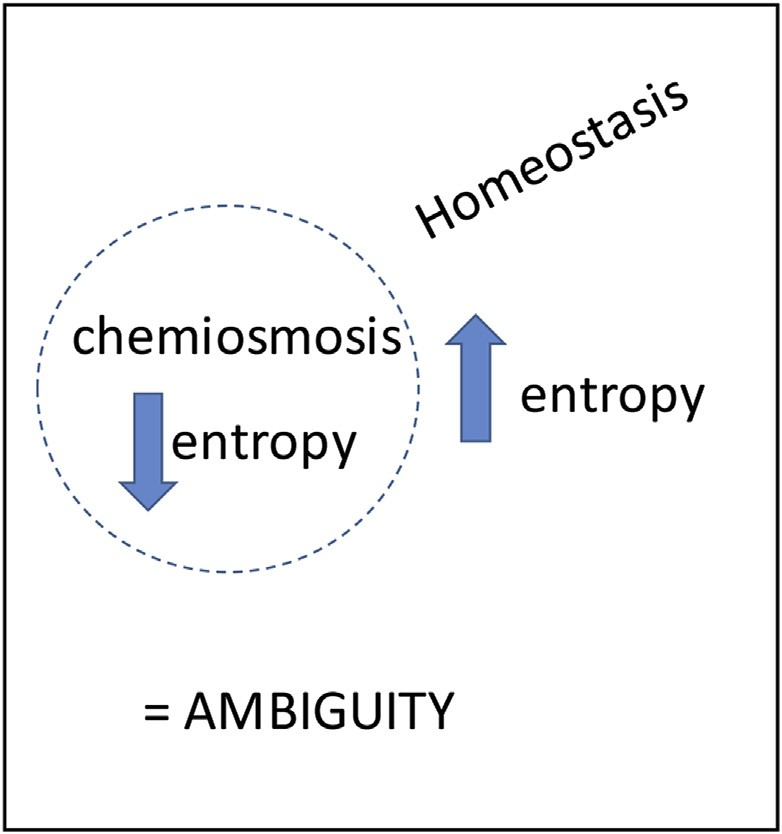 Homeostasis
chemiosmosis
entropy
entropy
= AMBIGUITY